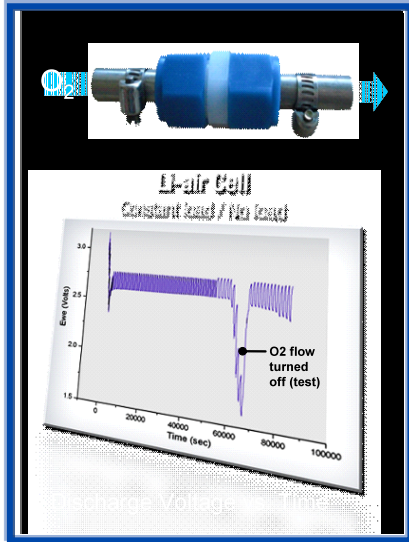 O2
Li-air Cell
Constant load / No load
3.0
2.5
2.0
1.5
Ewe (Volts)
O2 flow
turned
off (test)
0
20000
40000
60000
80000
100000
Time (sec)
Discharge Voltage vs. Time